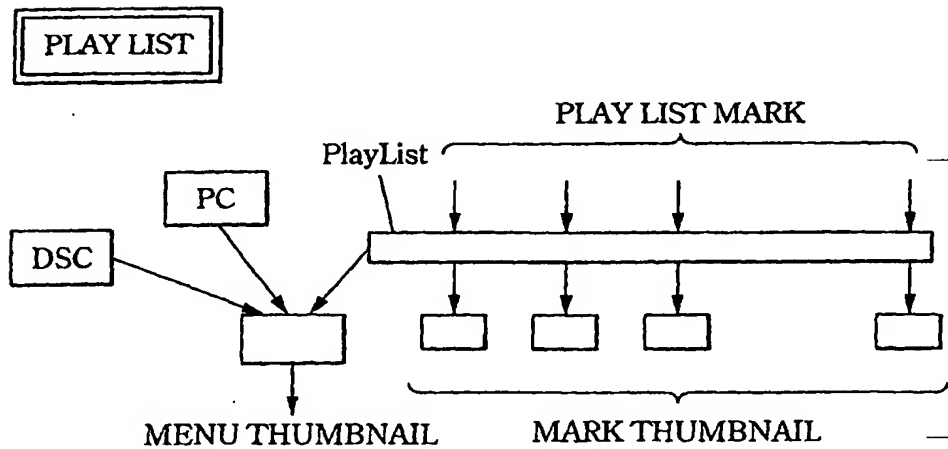 PLAY LIST
PLAY LIST MARK
PlayList
PC
DSC
MENU THUMBNAIL
MARK THUMBNAIL